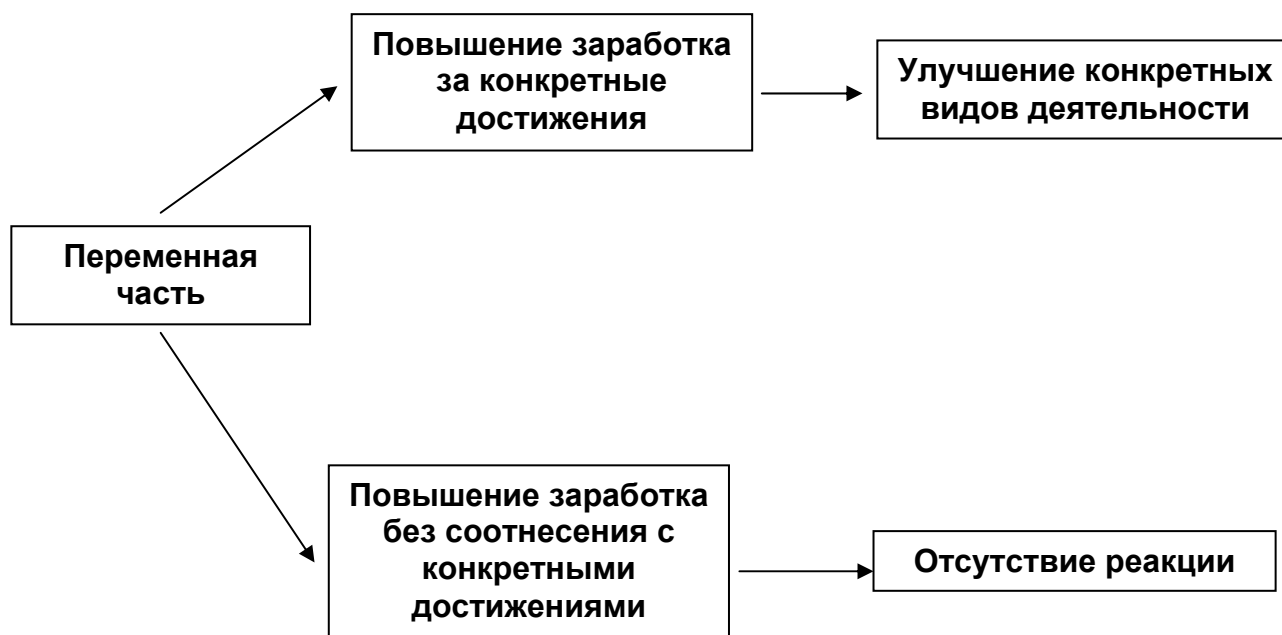 Повышение заработка
за конкретные
достижения
Улучшение конкретных
видов деятельности
Переменная
часть
Повышение заработка
без соотнесения с
конкретными
достижениями
Отсутствие реакции